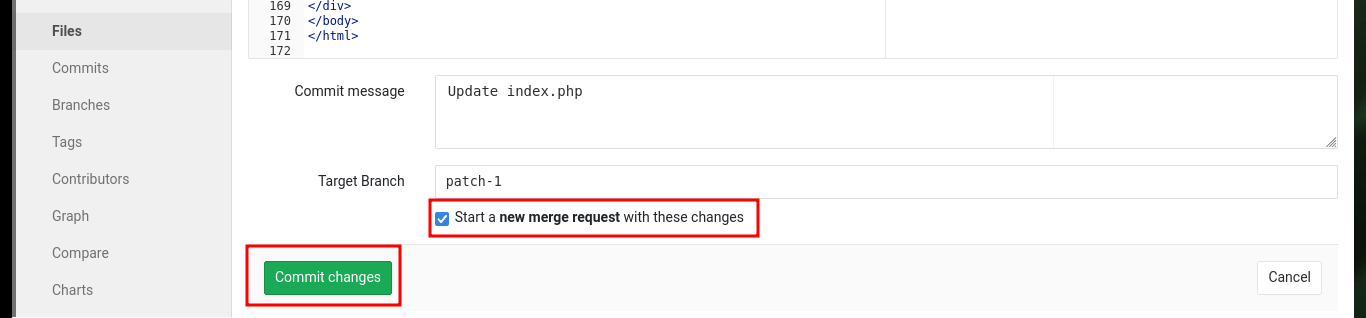 Files
Commits
Branches
Tags
Contributors
Graph
Compare
Charts
169 </div>
170 </body>
171 </html>
172
Commit message
Update index.php
Target Branch
patch-1
Start a new merge request with these changes
Commit changes
Cancel